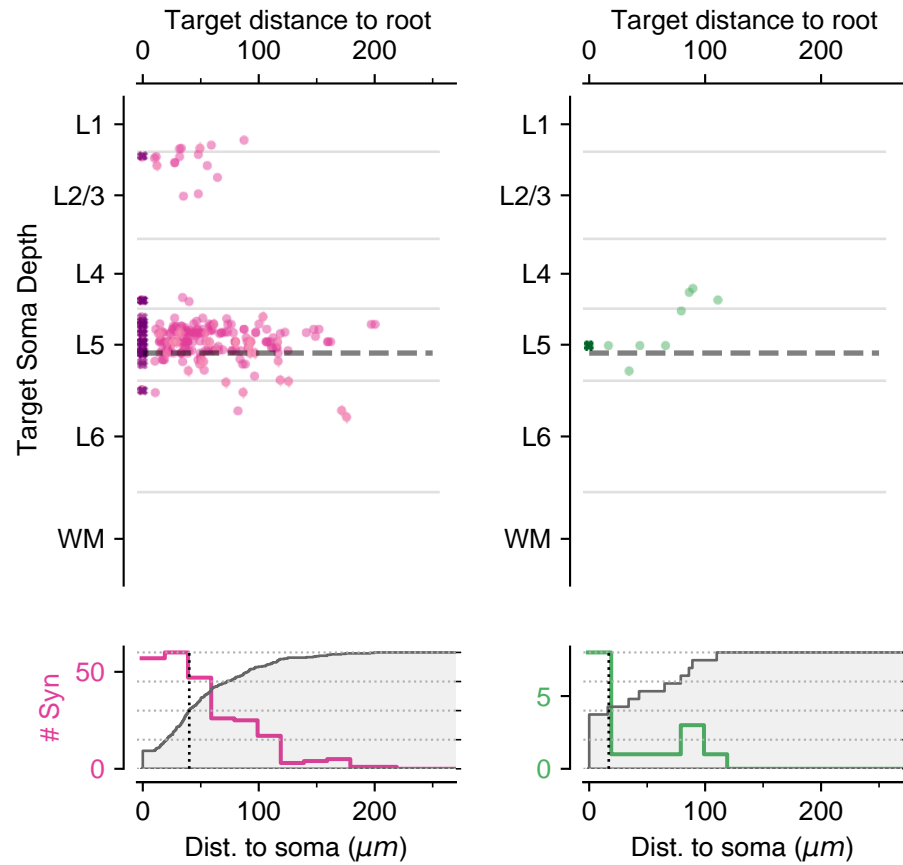 Target distance to root
Target distance to root
0 100 200
0 100 200
L1
L2/3
L4
L5
L6
WM
Target Soma Depth
L1
L2/3
L4
L5
L6
WM
# Syn
50
0
5
0
0 100 200
0 100 200
Dist. to soma (μm)
Dist. to soma (μm)